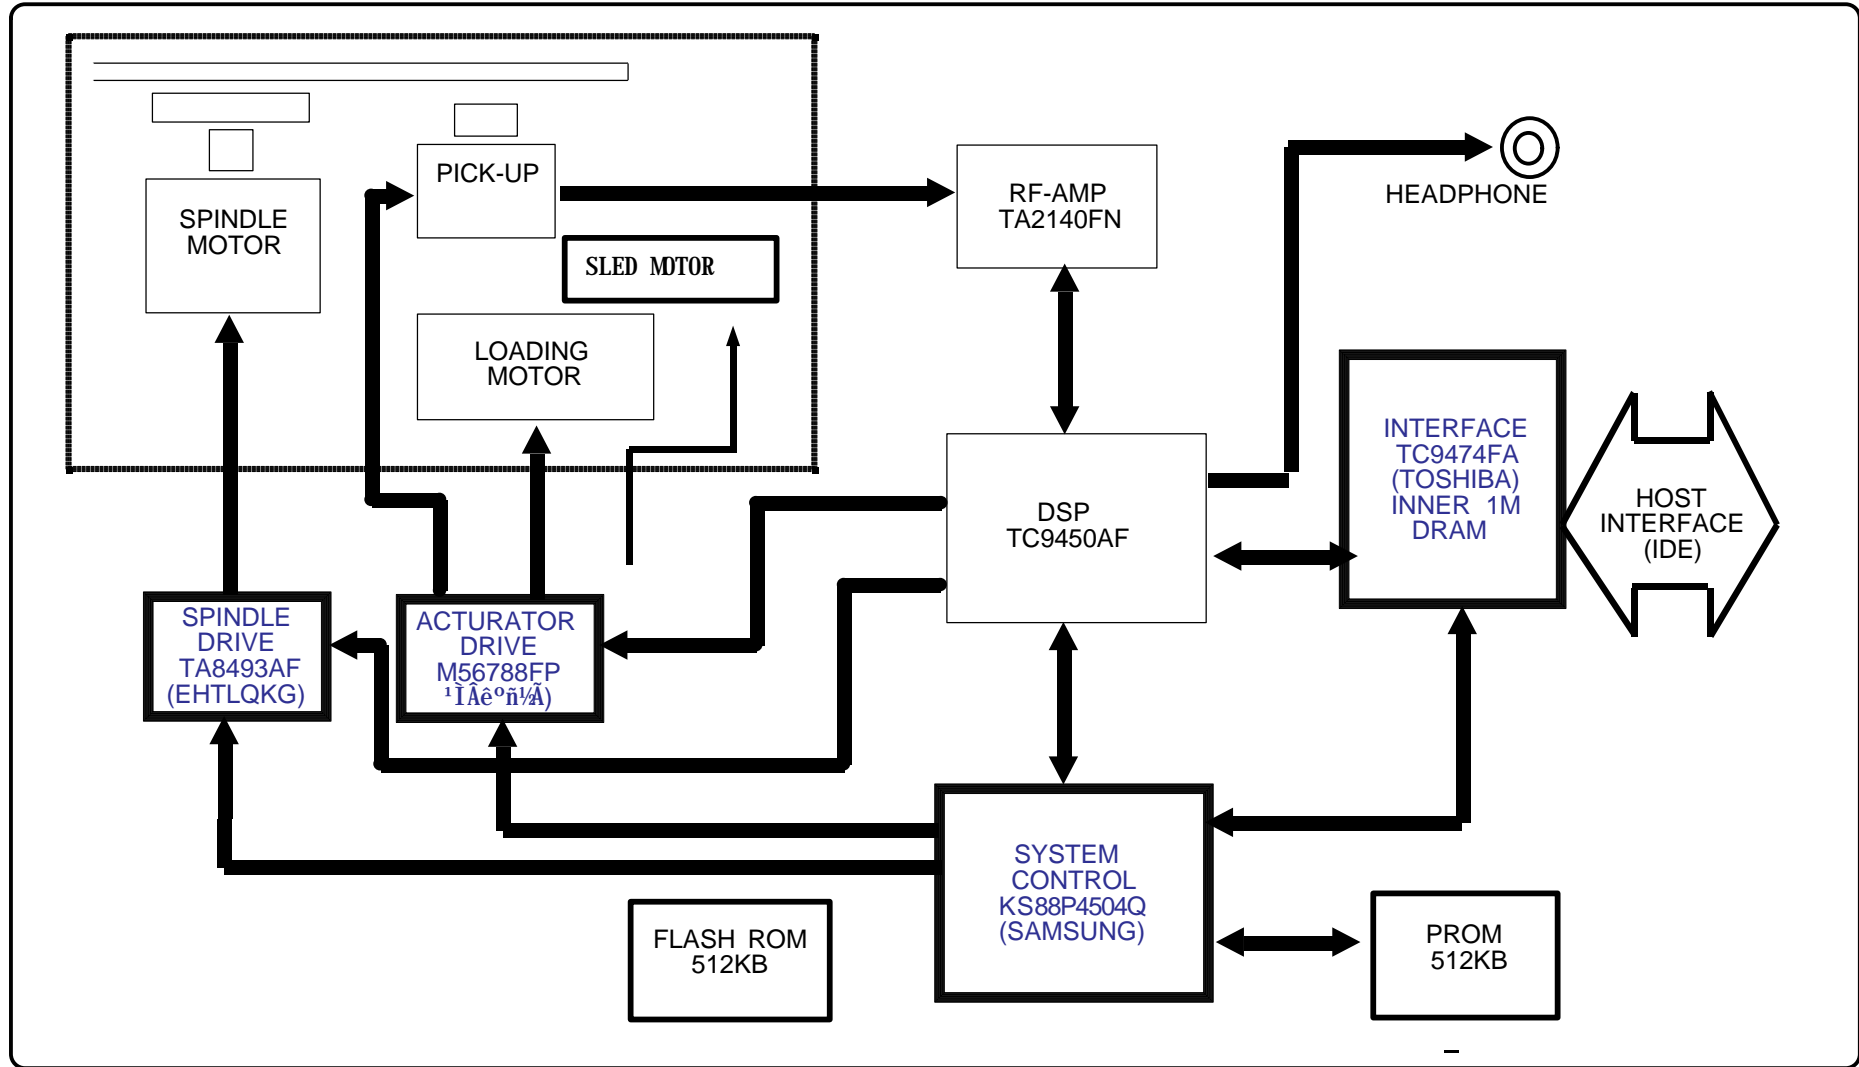 PICK-UP
SPINDLE
MOTOR
SLED MOTOR
LOADING
MOTOR
RF-AMP
TA2140FN
HEADPHONE
INTERFACE
TC9474FA
(TOSHIBA)
INNER 1M
DRAM
HOST
INTERFACE
(IDE)
DSP
TC9450AF
SPINDLE
DRIVE
TA8493AF
(EHTLQKG)
ACTURATOR
DRIVE
M56788FP
¹ÌÂêºñ½Ã)
SYSTEM
CONTROL
KS88P4504Q
(SAMSUNG)
FLASH ROM
512KB
PROM
512KB